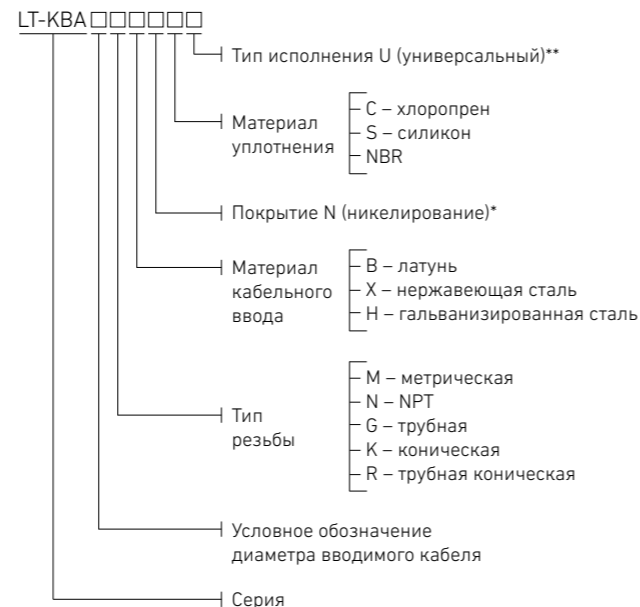 LT-KBA□□□□□□
Тип исполнения U (универсальный)**
Материал
уплотнения
C – хлоропрен
S – силикон
NBR
Покрытие N (никелирование)*
Материал
кабельного
ввода
B – латунь
X – нержавеющая сталь
H – гальванизированная сталь
Тип
резьбы
M – метрическая
N – NPT
G – трубная
K – коническая
R – трубная коническая
Условное обозначение
диаметра вводимого кабеля
Серия